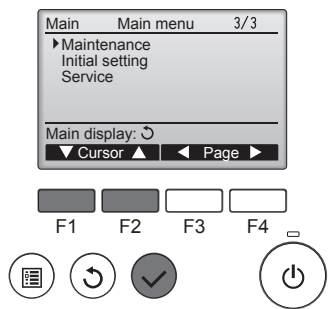 Main Main menu 3/3
Maintenance
Initial setting
Service
Main display:
Cursor Page
F1 F2 F3 F4